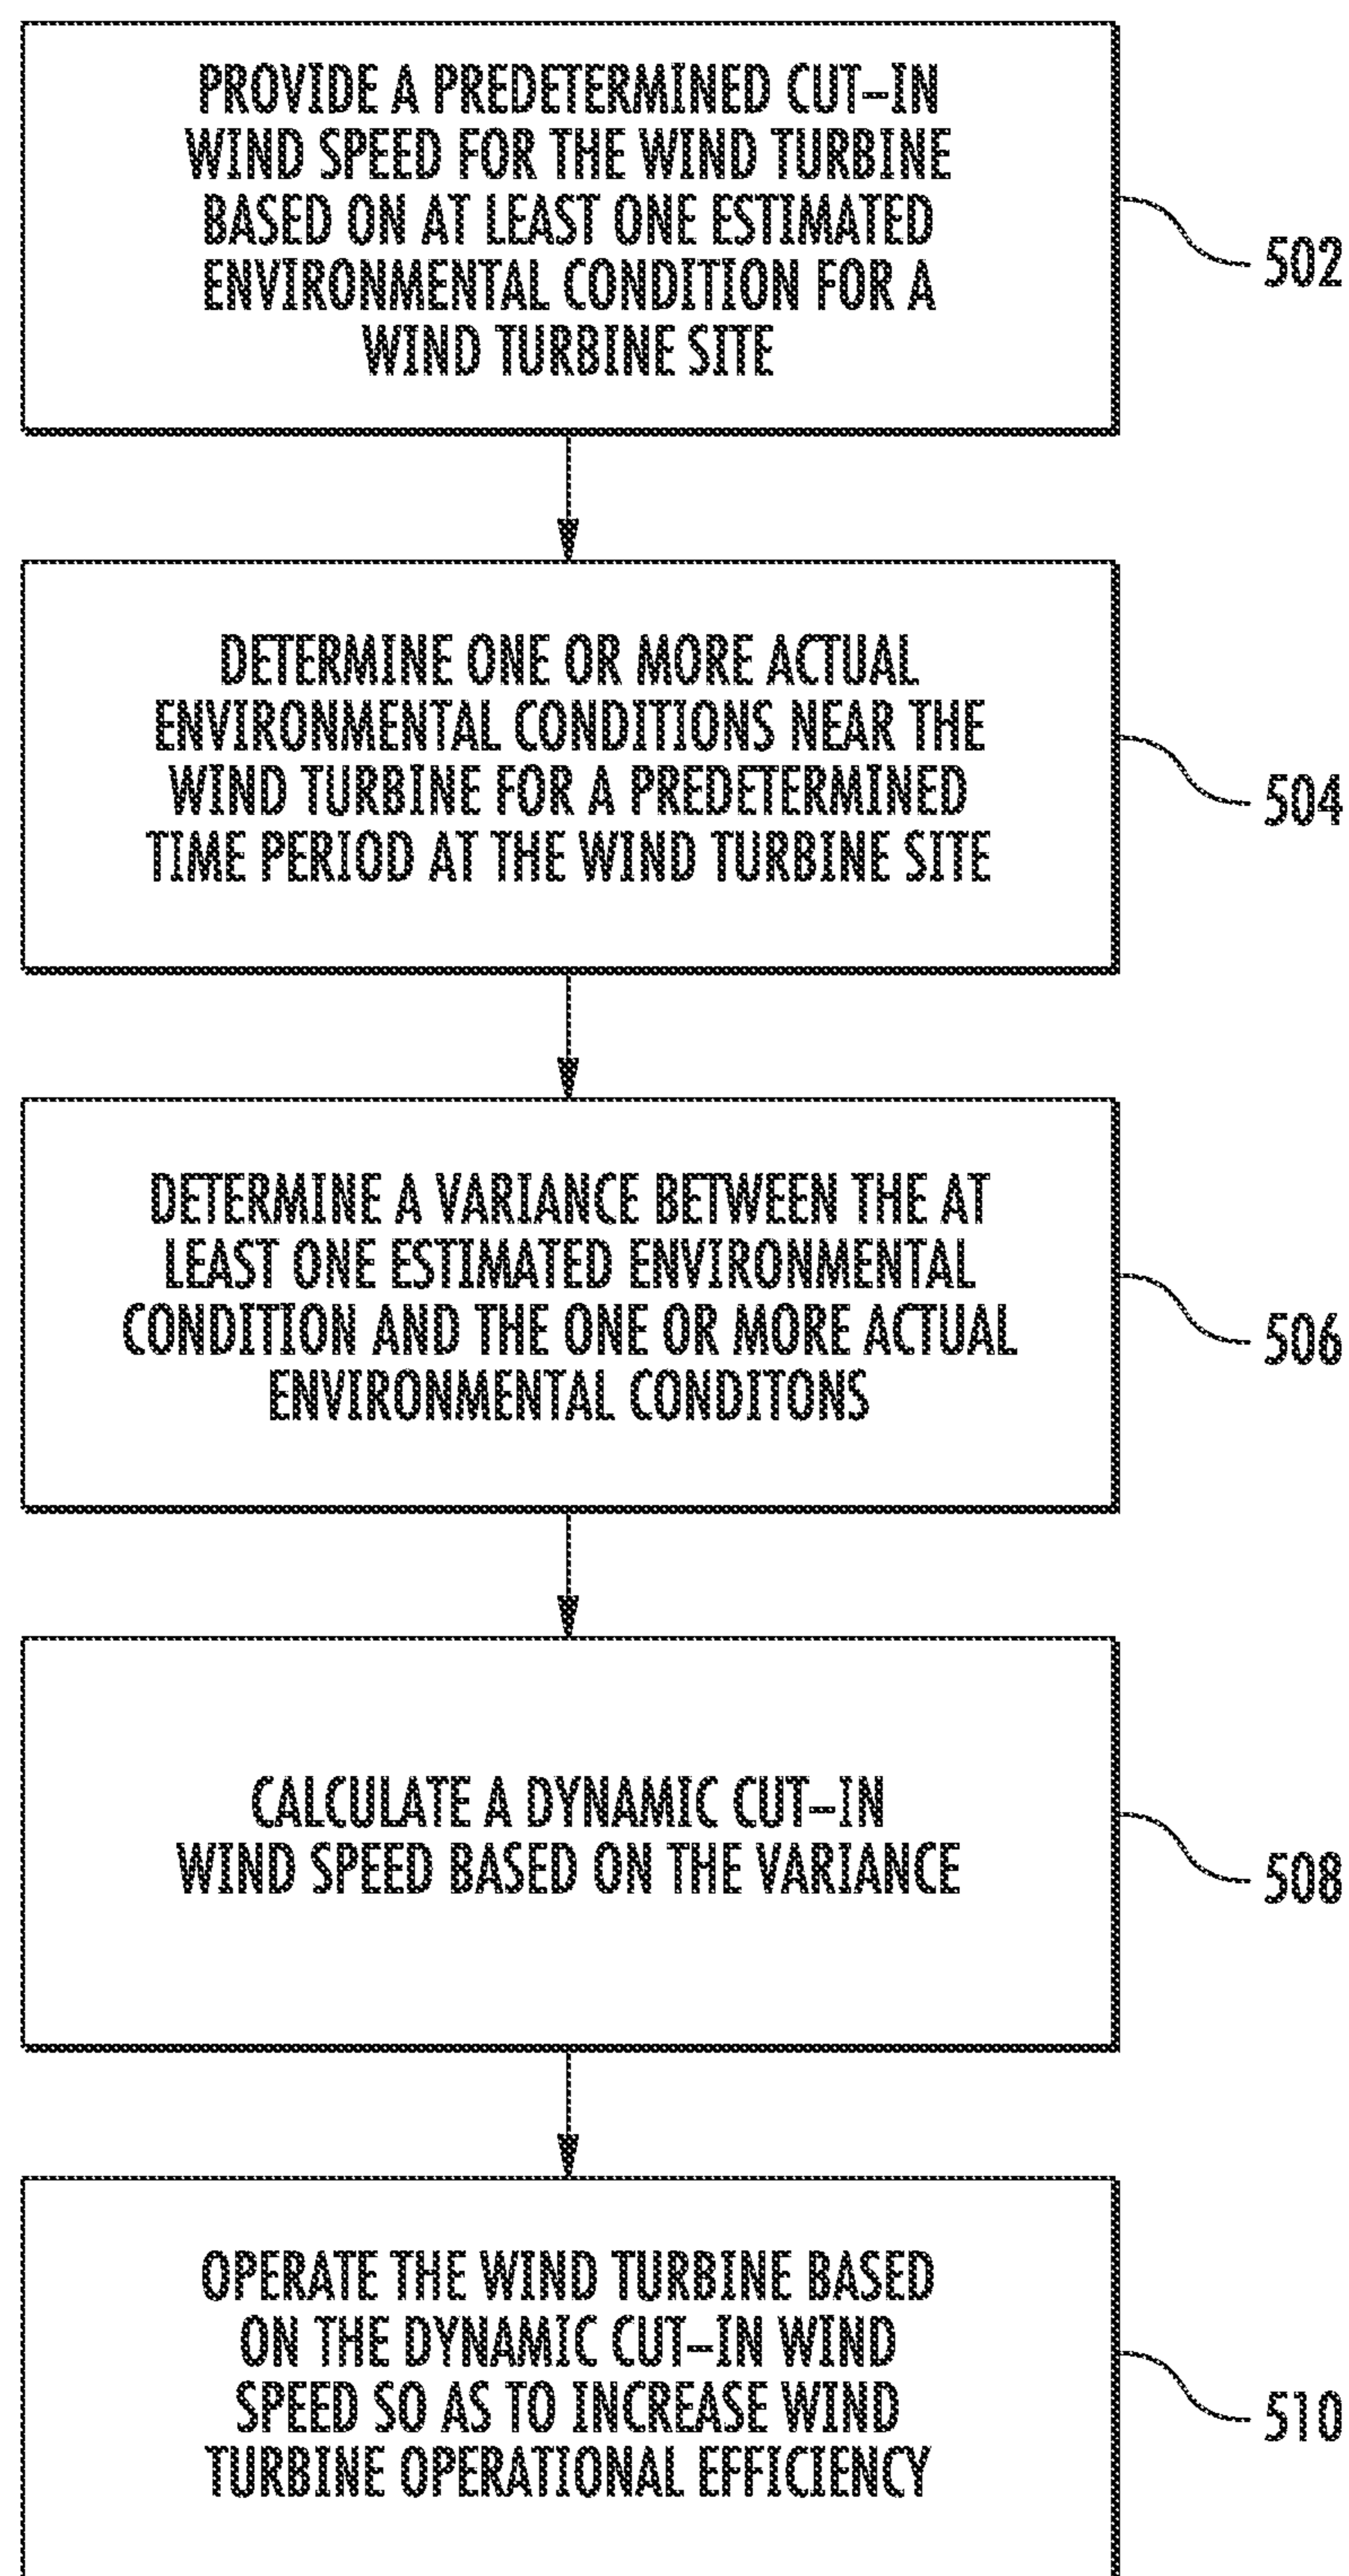 PROVIDE A PREDETERMINED CUT-IN
WIND SPEED FOR THE WIND TURBINE
BASED ON AT LEAST ONE ESTIMATED
ENVIRONMENTAL CONDITION FOR A
WIND TURBINE SITE
502
DETERMINE ONE OR MORE ACTUAL
ENVIRONMENTAL CONDITIONS NEAR THE
WIND TURBINE FOR A PREDETERMINED
TIME PERIOD AT THE WIND TURBINE SITE
504
DETERMINE A VARIANCE BETWEEN THE AT
LEAST ONE ESTIMATED ENVIRONMENTAL
CONDITION AND THE ONE OR MORE ACTUAL
ENVIRONMENTAL CONDITONS
506
CALCULATE A DYNAMIC CUT-IN
WIND SPEED BASED ON THE VARIANCE
508
OPERATE THE WIND TURBINE BASED
ON THE DYNAMIC CUT-IN WIND
SPEED SO AS TO INCREASE WIND
TURBINE OPERATIONAL EFFICIENCY
510